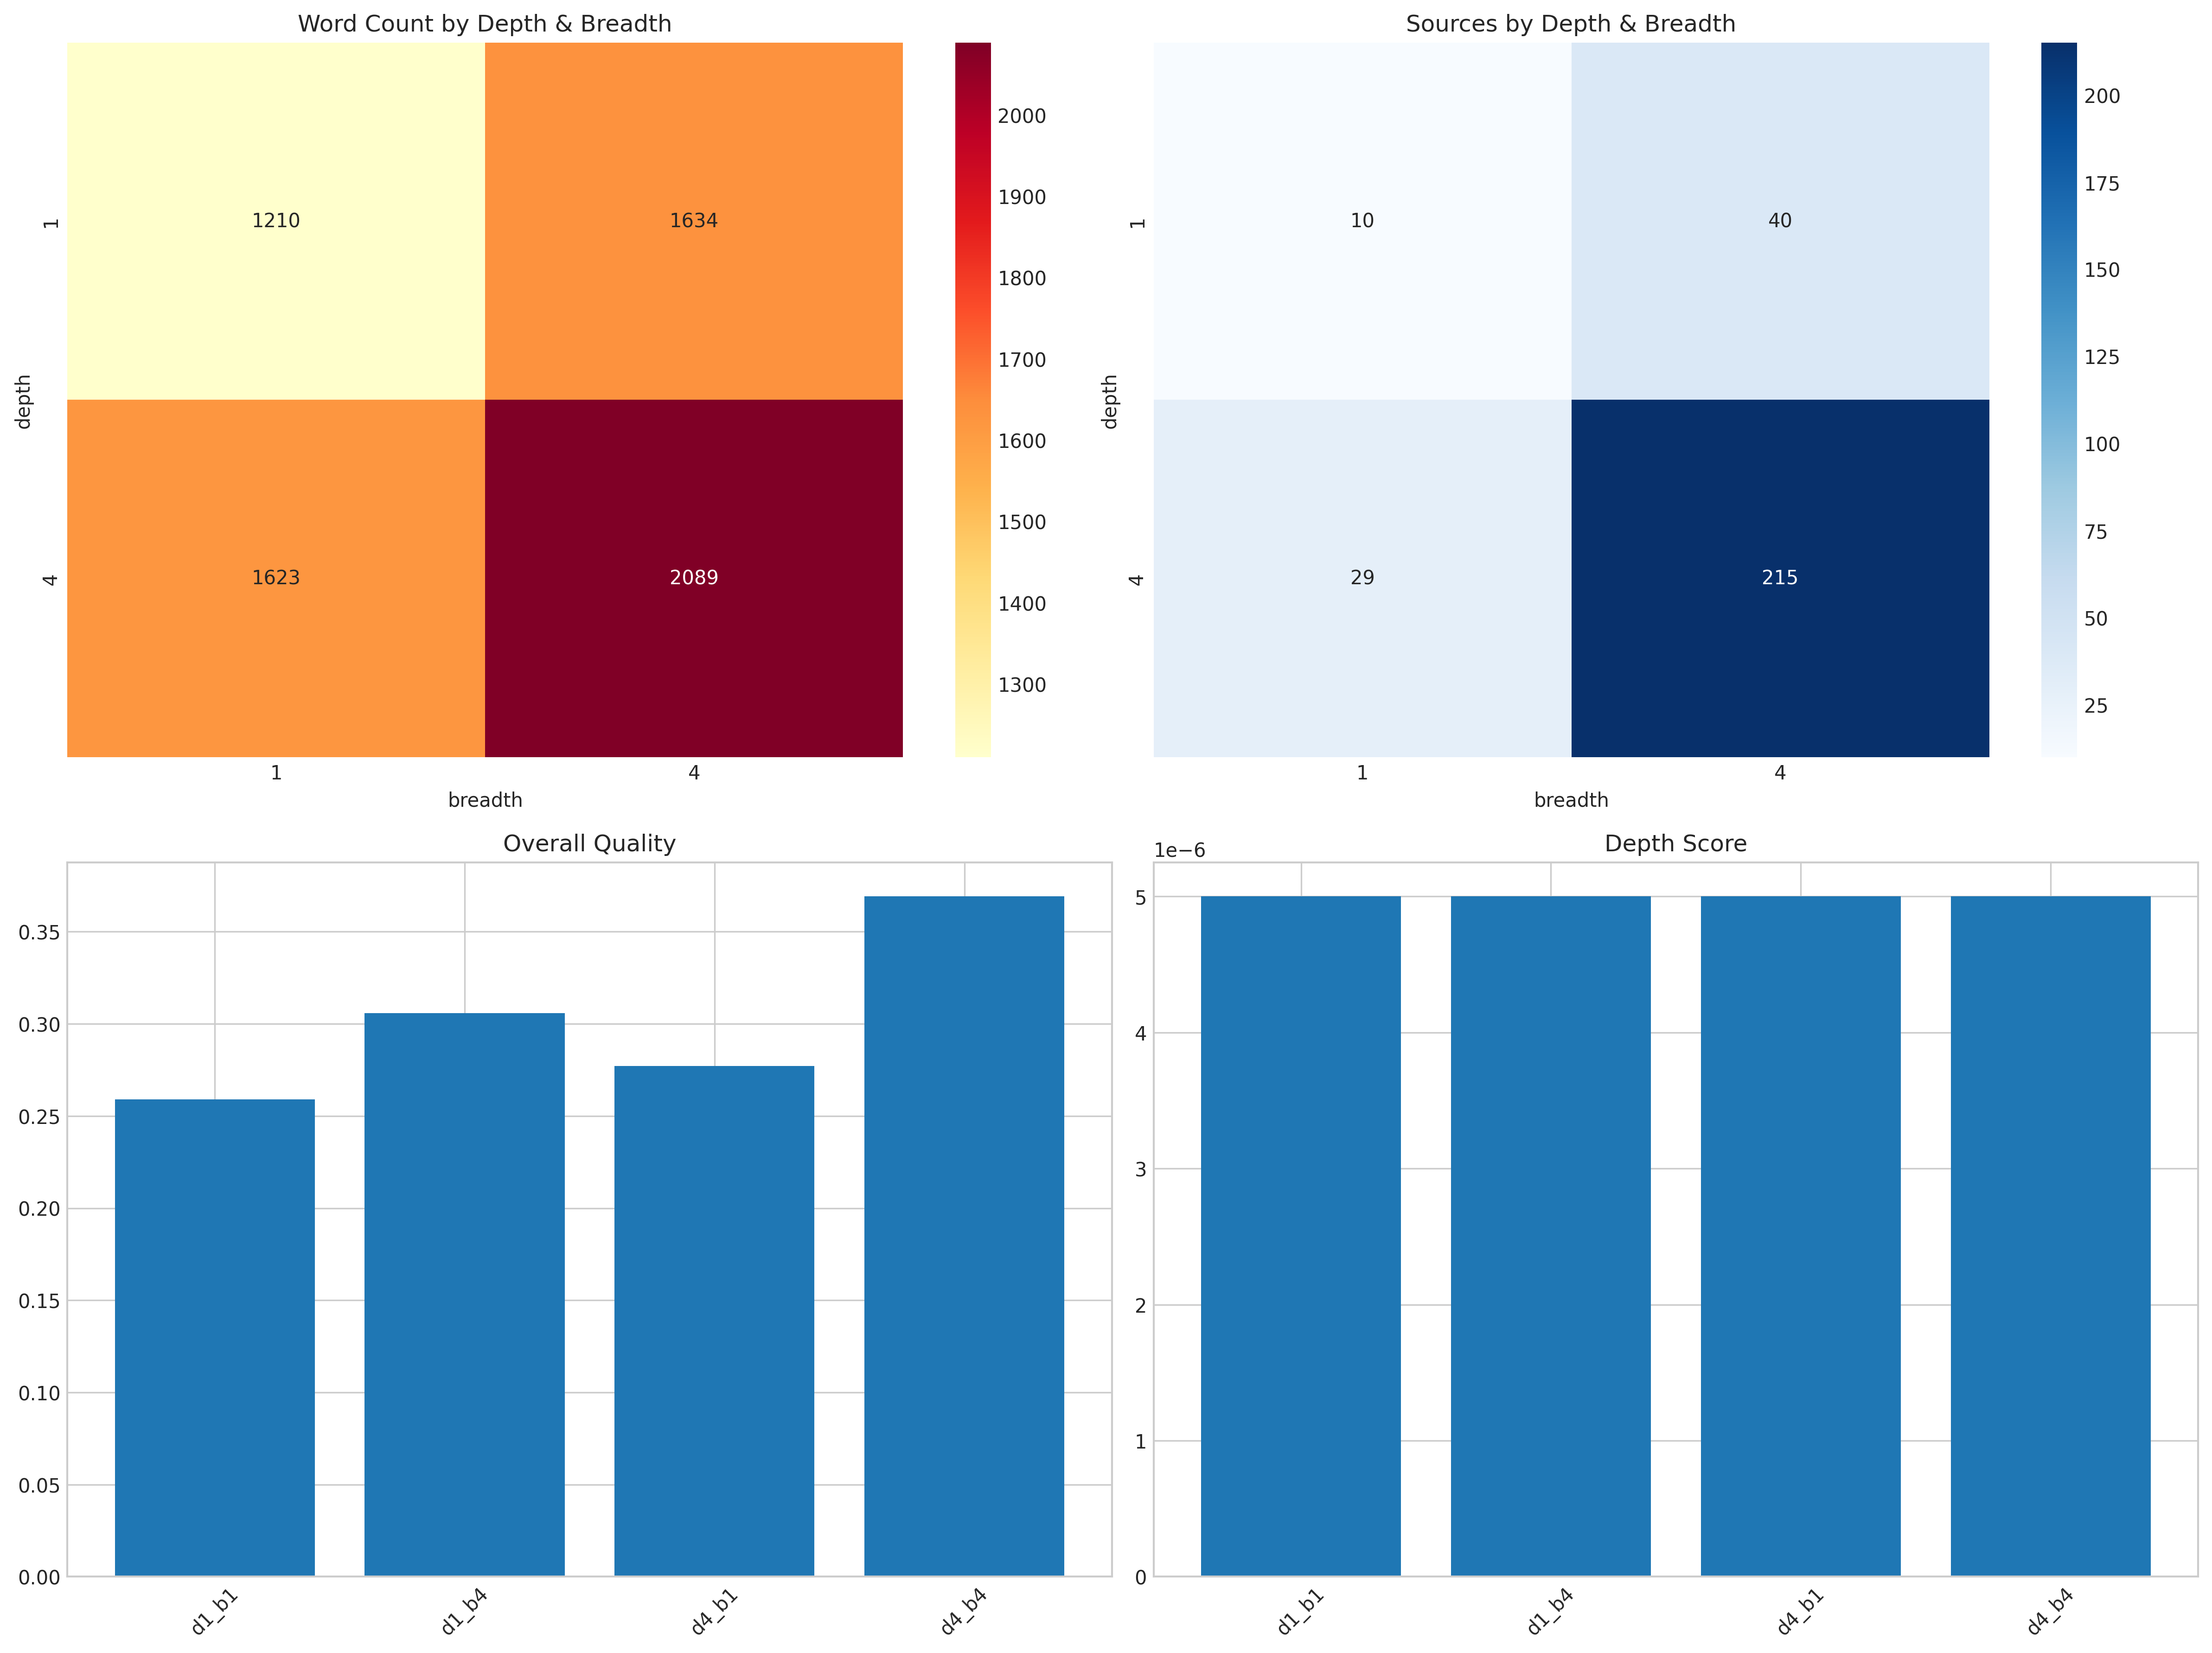 Word Count by Depth & Breadth
1210
1634
1623
2089
1
4
depth
1
4
breadth
2000
1900
1800
1700
1600
1500
1400
1300
Sources by Depth & Breadth
10
40
29
215
1
4
depth
1
4
breadth
200
175
150
125
100
75
50
25
Overall Quality
0.35
0.30
0.25
0.20
0.15
0.10
0.05
0.00
d1_b1
d1_b4
d4_b1
d4_b4
Depth Score
1e−6
5
4
3
2
1
0
d1_b1
d1_b4
d4_b1
d4_b4